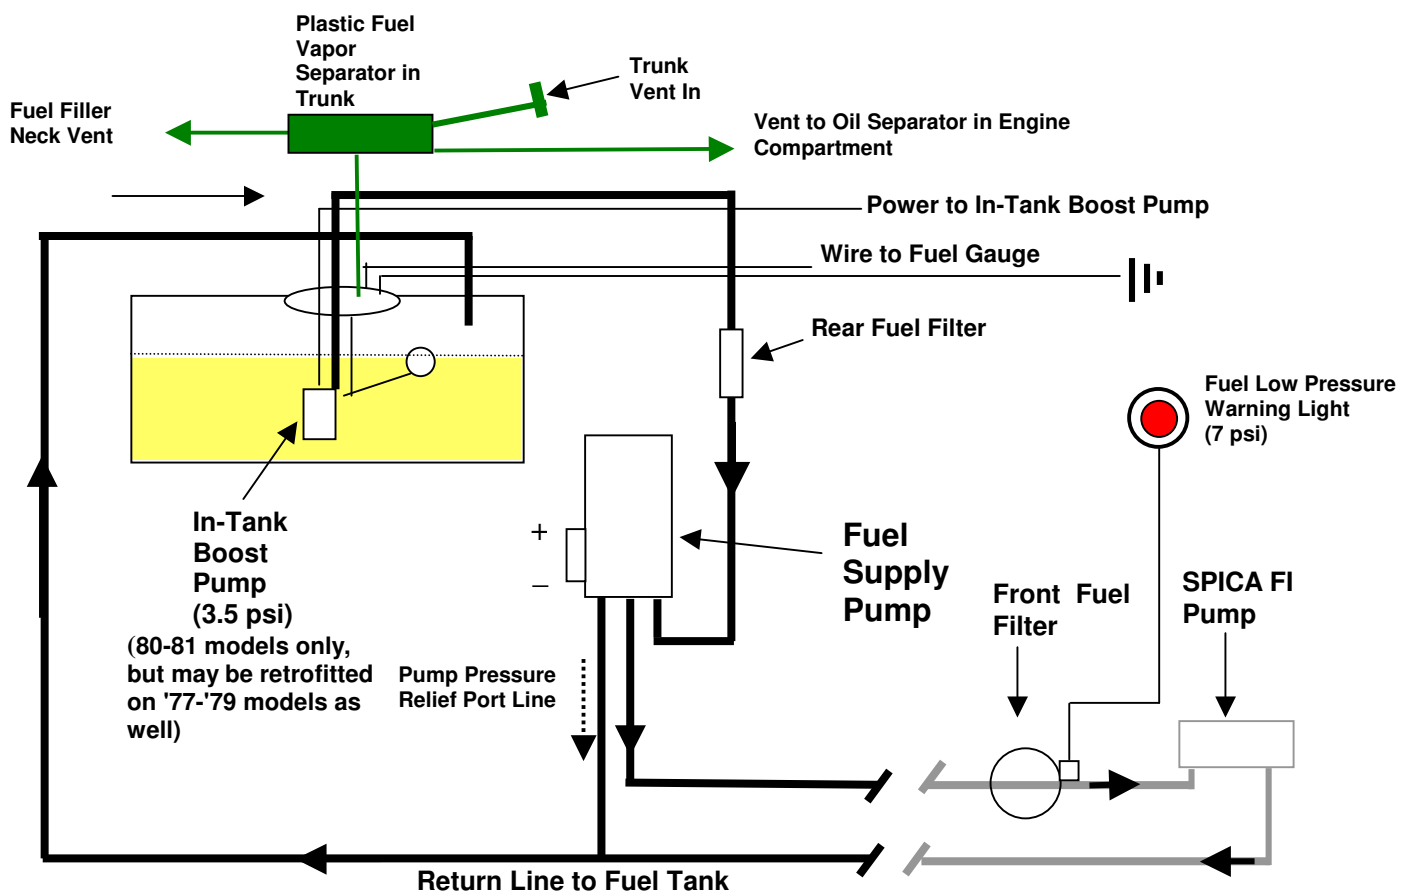 Plastic Fuel
Vapor
Separator in
Trunk
Trunk
Vent In
Fuel Filler
Neck Vent
Vent to Oil Separator in Engine
Compartment
Power to In-Tank Boost Pump
Wire to Fuel Gauge
Rear Fuel Filter
Fuel Low Pressure
Warning Light
(7 psi)
In-Tank
Boost
Pump
(3.5 psi)
(80-81 models only,
but may be retrofitted
on '77-'79 models as
well)
+
–
Fuel
Supply
Pump
Front Fuel
Filter
SPICA FI
Pump
Pump Pressure
Relief Port Line
Return Line to Fuel Tank